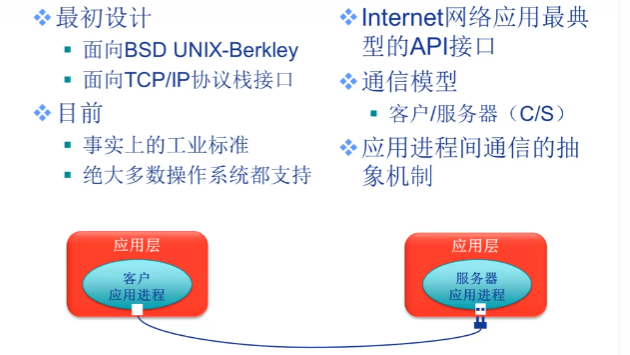 最初设计
面向BSD UNIX-Berkley
面向TCP/IP协议栈接口
目前
事实上的工业标准
绝大多数操作系统都支持
Internet网络应用最典
型的API接口
通信模型
客户/服务器（C/S）
应用进程间通信的抽
象机制
应用层
客户
应用进程
应用层
服务器
应用进程